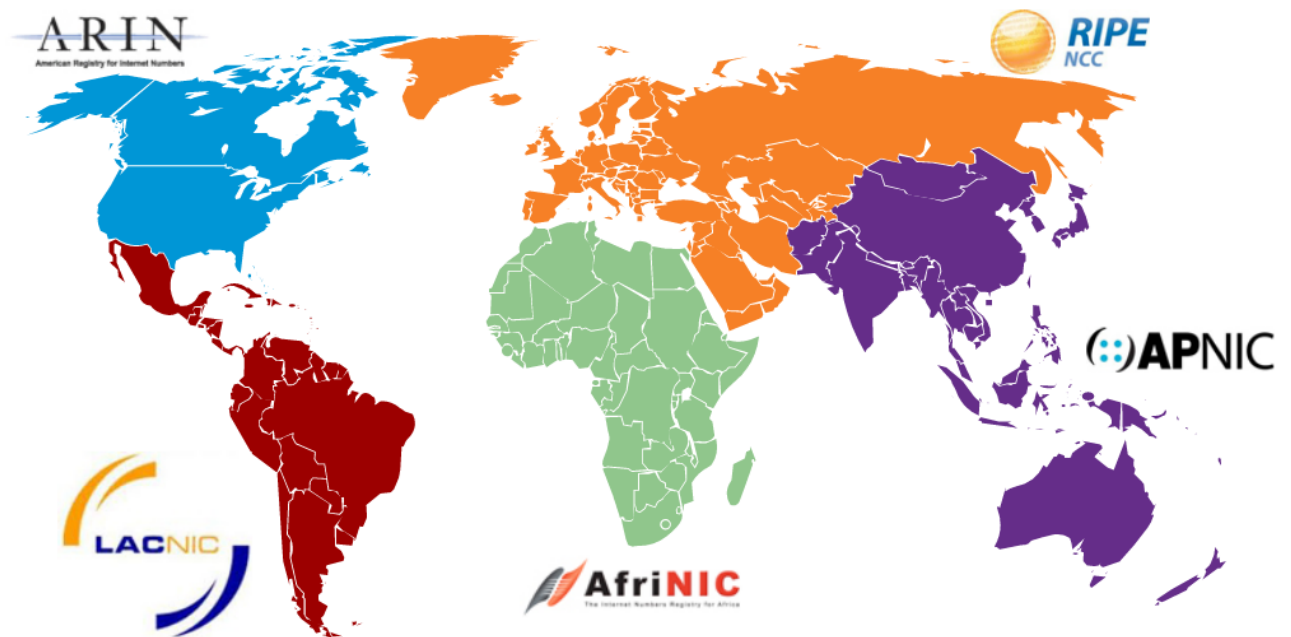 ARIN
American Registry for Internet Numbers
RIPE
NCC
APNIC
LACNIC
AfriNIC
The Internet Numbers Registry for Africa